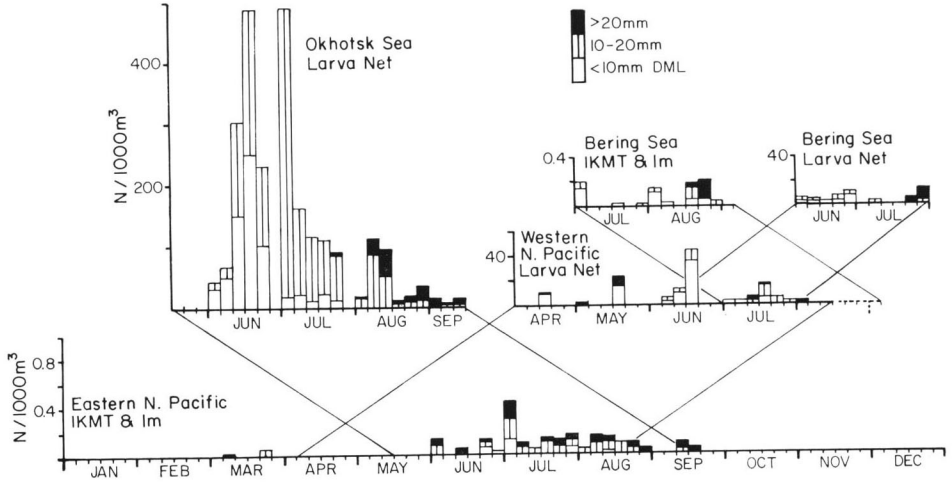 Okhotsk Sea
Larva Net
>20mm
10-20mm
<10mm DML
N/1000m³
400
200
JUN
JUL
AUG
SEP
Bering Sea
IKMT & Im
0.4
JUL
AUG
Bering Sea
Larva Net
40
JUN
JUL
Western
N. Pacific
Larva Net
40
APR
MAY
JUN
JUL
Eastern N. Pacific
IKMT & Im
N/1000m³
0.8
0.4
JAN
FEB
MAR
APR
MAY
JUN
JUL
AUG
SEP
OCT
NOV
DEC